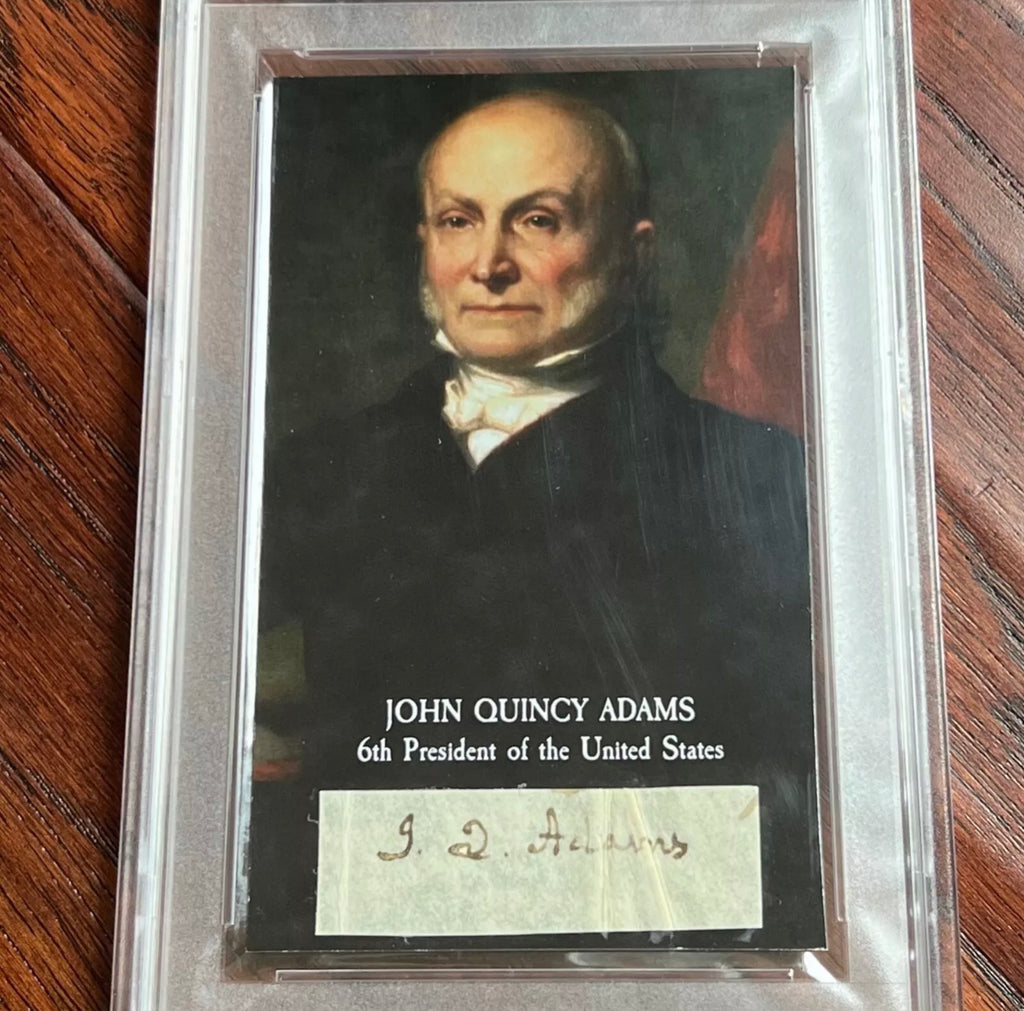 JOHN QUINCY ADAMS
6th President of the United States
J. Q. Adams